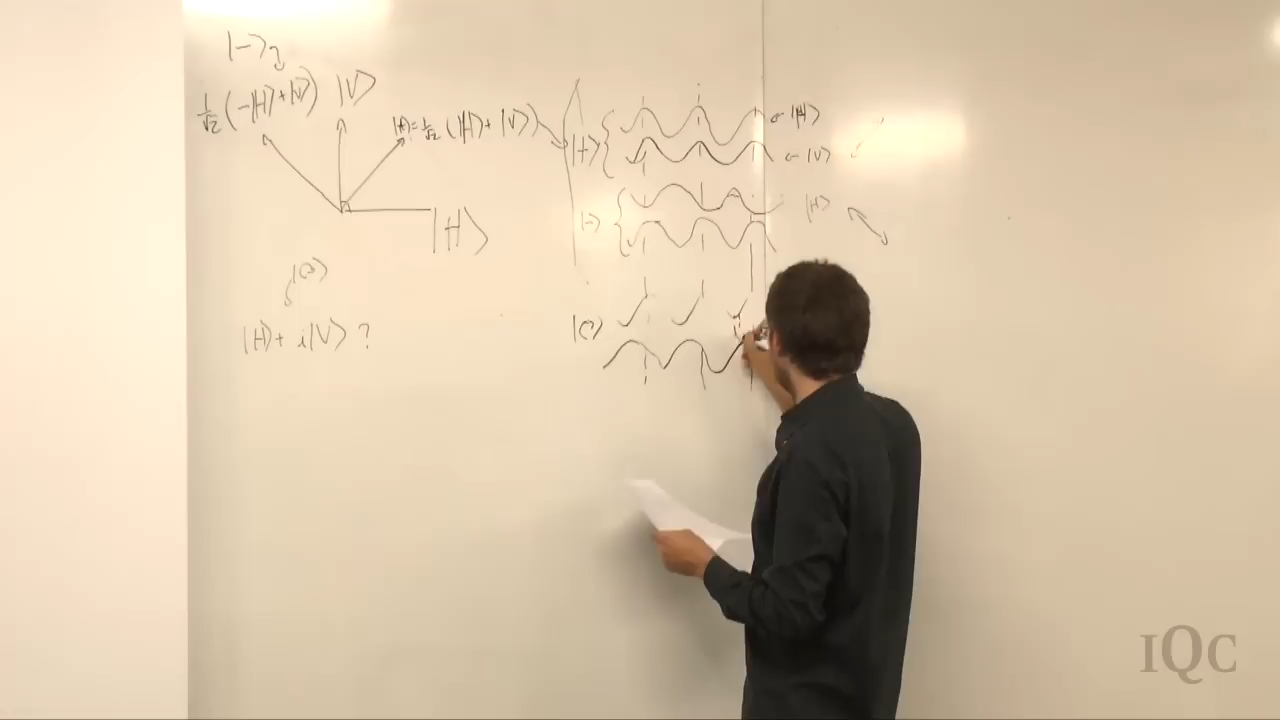 |−⟩
1/√2 (−|H⟩+|V⟩)
|V⟩
|+⟩=1/√2 (|H⟩+|V⟩)
|H⟩
|↻⟩
|H⟩+i|V⟩ ?
|+⟩ { ←|H⟩
←|V⟩
|−⟩ { |H⟩
|↻⟩
IQC